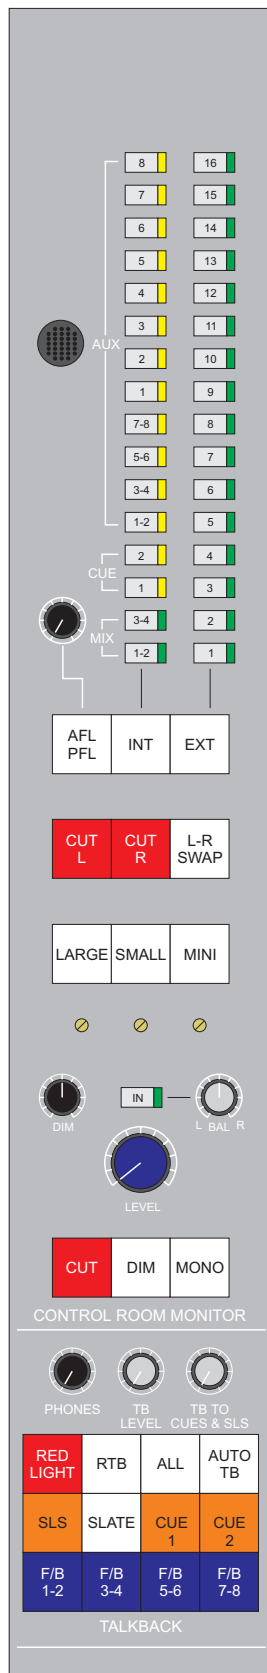 8 16
7 15
6 14
5 13
4 12
3 11
AUX
2 10
1 9
7-8 8
5-6 7
3-4 6
1-2 5
2 4
CUE
1 3
3-4 2
MIX
1-2 1
AFL
PFL
INT
EXT
CUT
L
CUT
R
L-R
SWAP
LARGE
SMALL
MINI
IN
DIM
L BAL R
LEVEL
CUT
DIM
MONO
CONTROL ROOM MONITOR
PHONES
TB
LEVEL
TB TO
CUES & SLS
RED
LIGHT
RTB
ALL
AUTO
TB
SLS
SLATE
CUE
1
CUE
2
F/B
1-2
F/B
3-4
F/B
5-6
F/B
7-8
TALKBACK